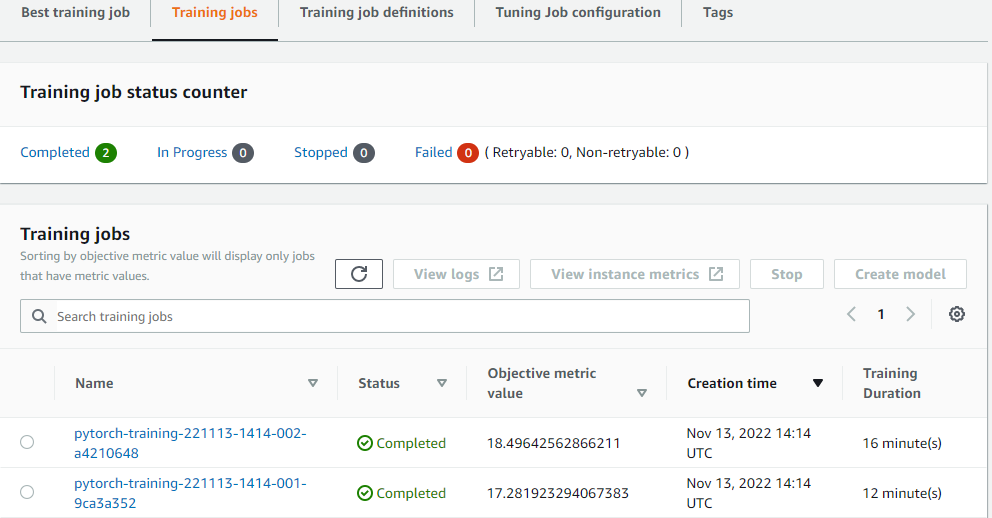 Best training job Training jobs Training job definitions Tuning Job configuration Tags
Training job status counter
Completed 2 In Progress 0 Stopped 0 Failed 0 ( Retryable: 0, Non-retryable: 0 )
Training jobs
Sorting by objective metric value will display only jobs
that have metric values.
View logs View instance metrics Stop Create model
Search training jobs
1
Name Status Objective metric value Creation time Training Duration
pytorch-training-221113-1414-002-a4210648 Completed 18.49642562866211 Nov 13, 2022 14:14 UTC 16 minute(s)
pytorch-training-221113-1414-001-9ca3a352 Completed 17.281923294067383 Nov 13, 2022 14:14 UTC 12 minute(s)